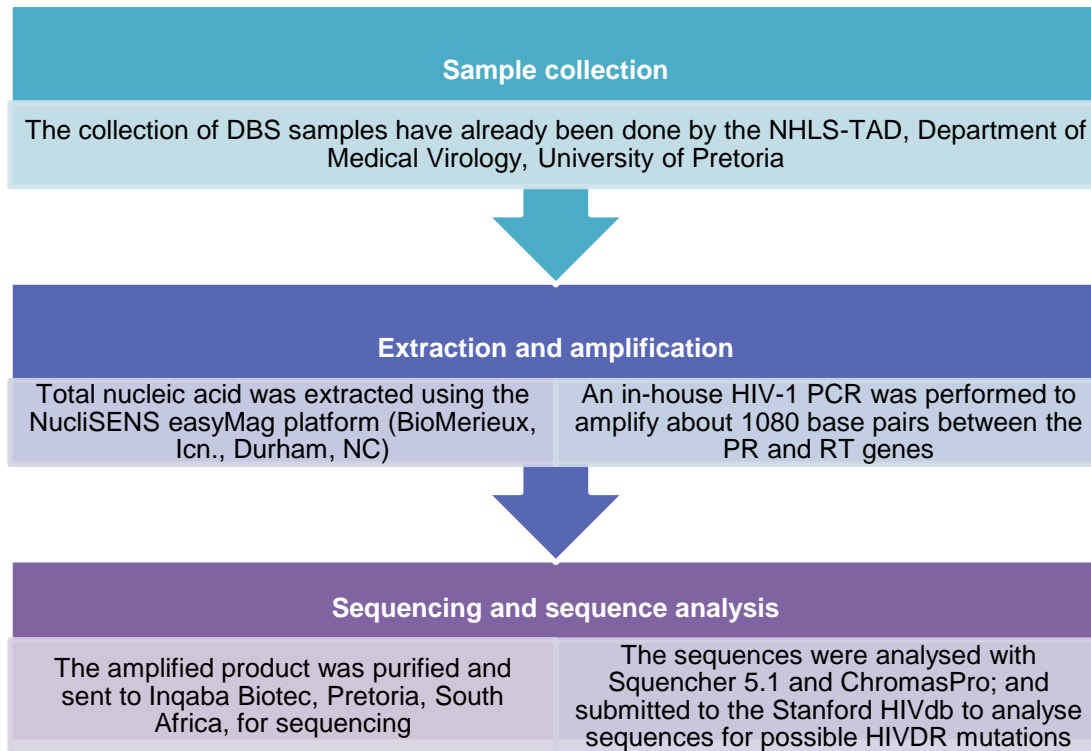 Sample collection
The collection of DBS samples have already been done by the NHLS-TAD, Department of
Medical Virology, University of Pretoria
Extraction and amplification
Total nucleic acid was extracted using the
NucliSENS easyMag platform (BioMerieux,
Icn., Durham, NC)
An in-house HIV-1 PCR was performed to
amplify about 1080 base pairs between the
PR and RT genes
Sequencing and sequence analysis
The amplified product was purified and
sent to Inqaba Biotec, Pretoria, South
Africa, for sequencing
The sequences were analysed with
Squencher 5.1 and ChromasPro; and
submitted to the Stanford HIVdb to analyse
sequences for possible HIVDR mutations